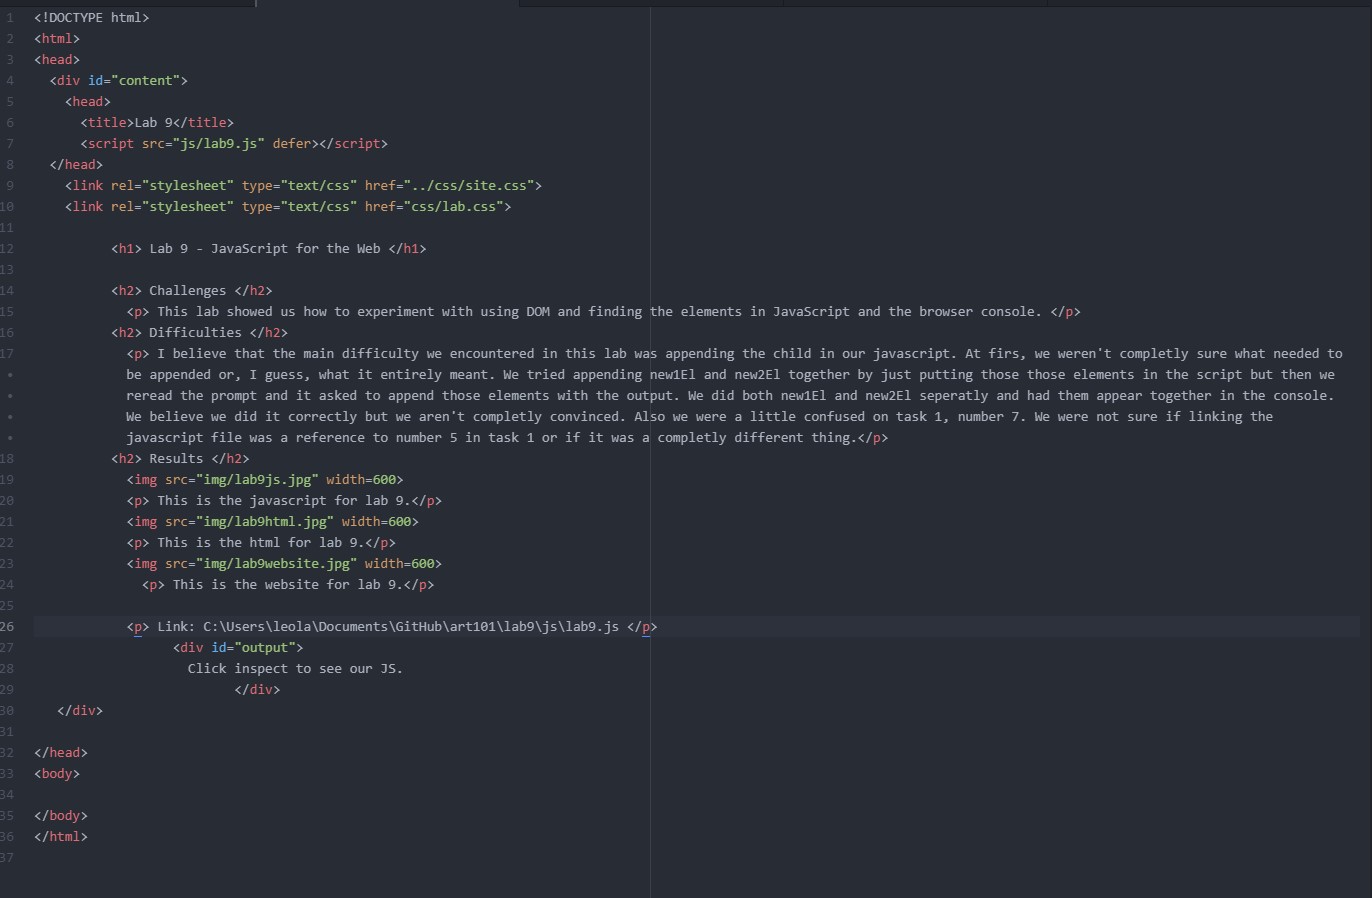 1 <!DOCTYPE html>
2 <html>
3 <head>
4 <div id="content">
5 <head>
6 <title>Lab 9</title>
7 <script src="js/lab9.js" defer></script>
8 </head>
9 <link rel="stylesheet" type="text/css" href="../css/site.css">
10 <link rel="stylesheet" type="text/css" href="css/lab.css">
11
12 <h1> Lab 9 - JavaScript for the Web </h1>
13
14 <h2> Challenges </h2>
15 <p> This lab showed us how to experiment with using DOM and finding the elements in JavaScript and the browser console. </p>
16 <h2> Difficulties </h2>
17 <p> I believe that the main difficulty we encountered in this lab was appending the child in our javascript. At firs, we weren't completly sure what needed to
• be appended or, I guess, what it entirely meant. We tried appending new1El and new2El together by just putting those those elements in the script but then we
• reread the prompt and it asked to append those elements with the output. We did both new1El and new2El seperatly and had them appear together in the console.
• We believe we did it correctly but we aren't completly convinced. Also we were a little confused on task 1, number 7. We were not sure if linking the
• javascript file was a reference to number 5 in task 1 or if it was a completly different thing.</p>
18 <h2> Results </h2>
19 <img src="img/lab9js.jpg" width=600>
20 <p> This is the javascript for lab 9.</p>
21 <img src="img/lab9html.jpg" width=600>
22 <p> This is the html for lab 9.</p>
23 <img src="img/lab9website.jpg" width=600>
24 <p> This is the website for lab 9.</p>
25
26 <p> Link: C:\Users\leola\Documents\GitHub\art101\lab9\js\lab9.js </p>
27 <div id="output">
28 Click inspect to see our JS.
29 </div>
30 </div>
31
32 </head>
33 <body>
34
35 </body>
36 </html>
37